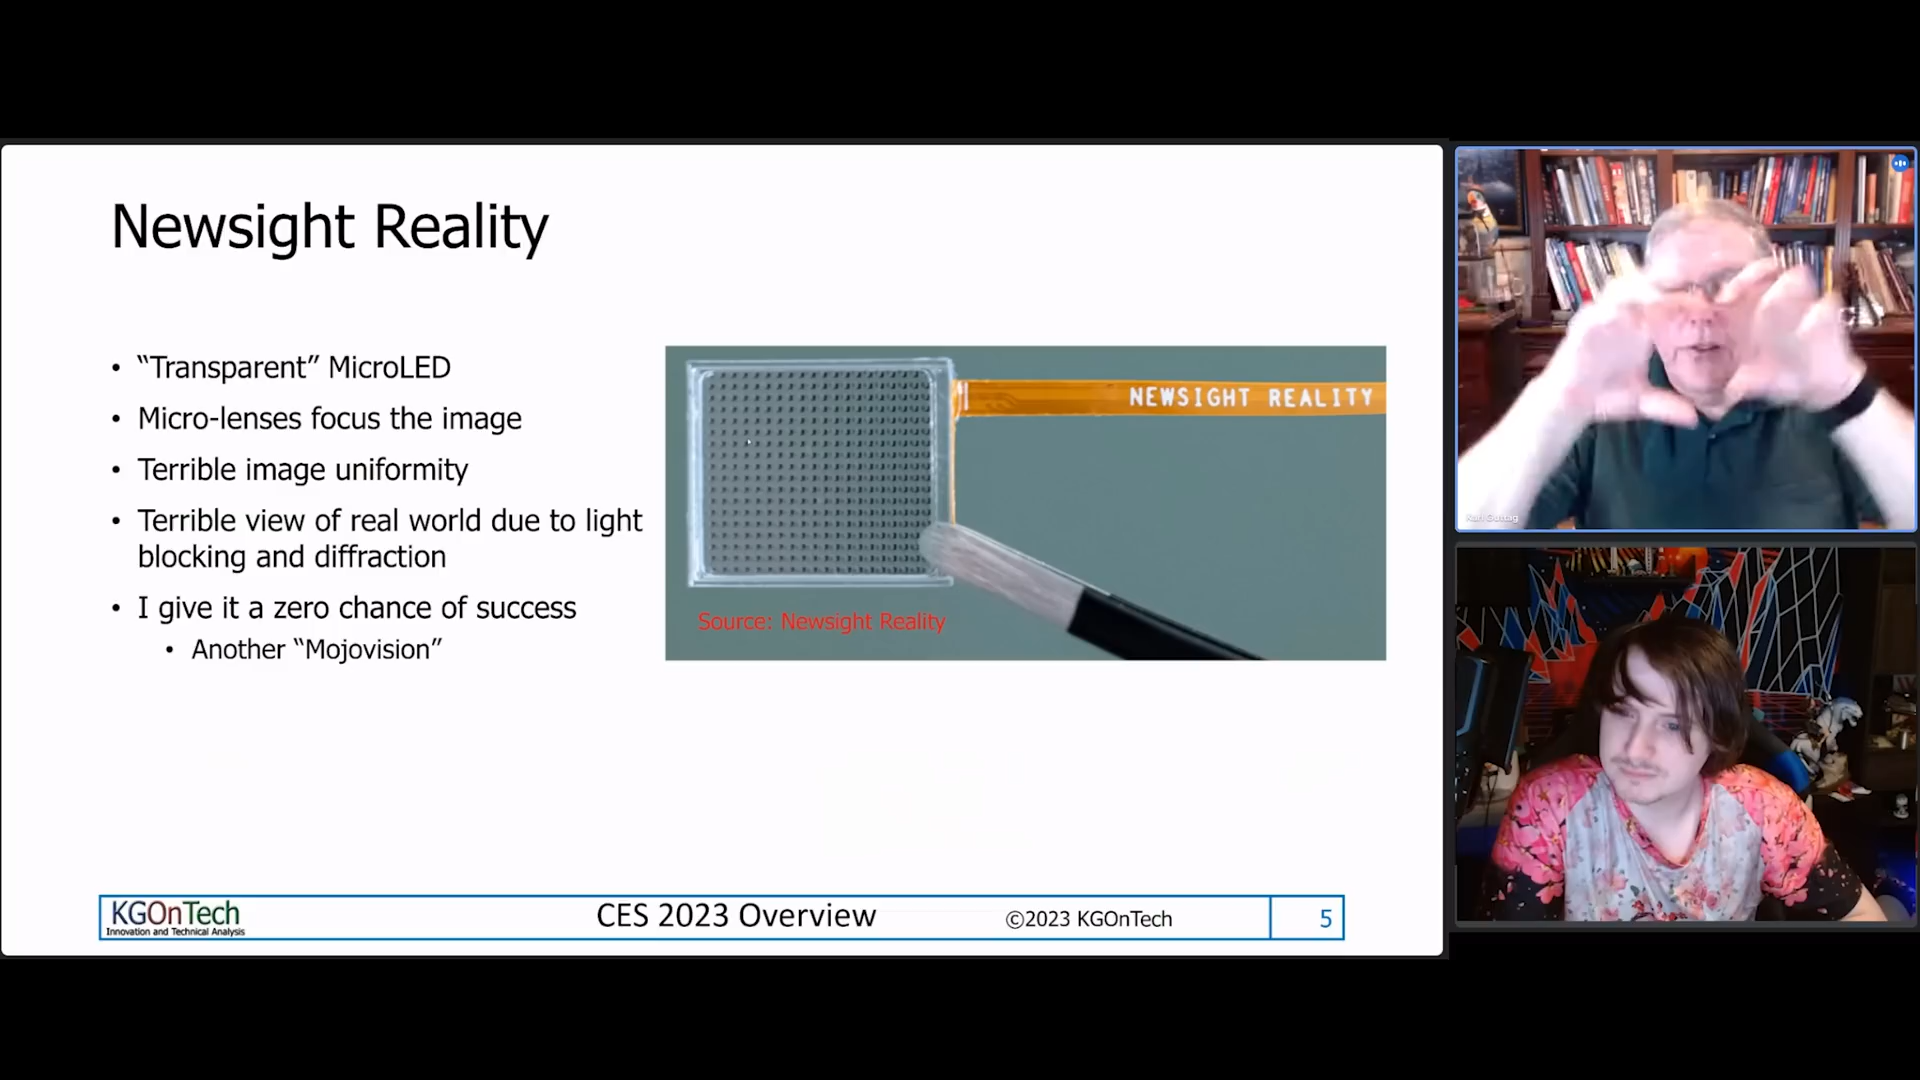 Newsight Reality
• “Transparent” MicroLED
• Micro-lenses focus the image
• Terrible image uniformity
• Terrible view of real world due to light
blocking and diffraction
• I give it a zero chance of success
• Another “Mojovision”
NEWSIGHT REALITY
Source: Newsight Reality
KGOnTech
Innovation and Technical Analysis
CES 2023 Overview
©2023 KGOnTech
5
Karl Guttag